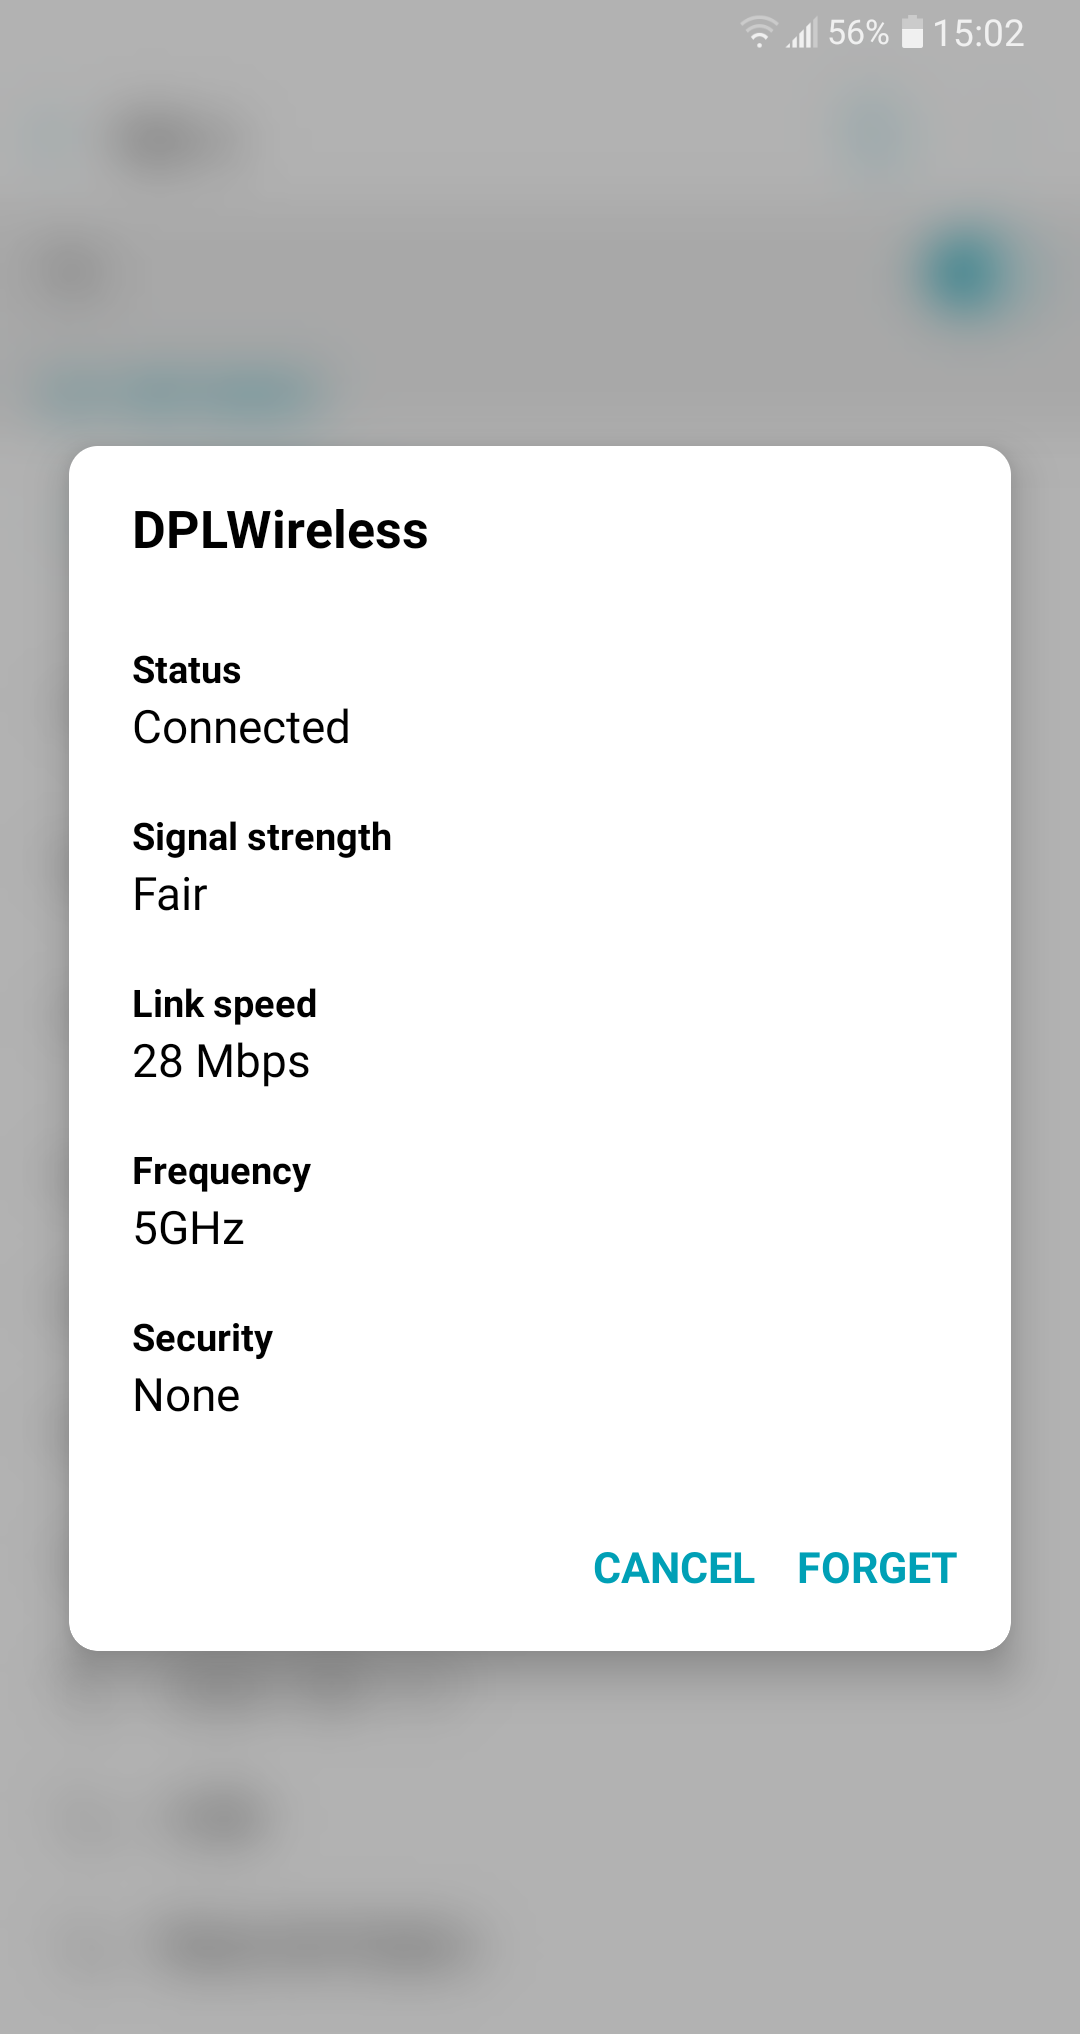 56% 15:02
DPLWireless
Status
Connected
Signal strength
Fair
Link speed
28 Mbps
Frequency
5GHz
Security
None
CANCEL FORGET